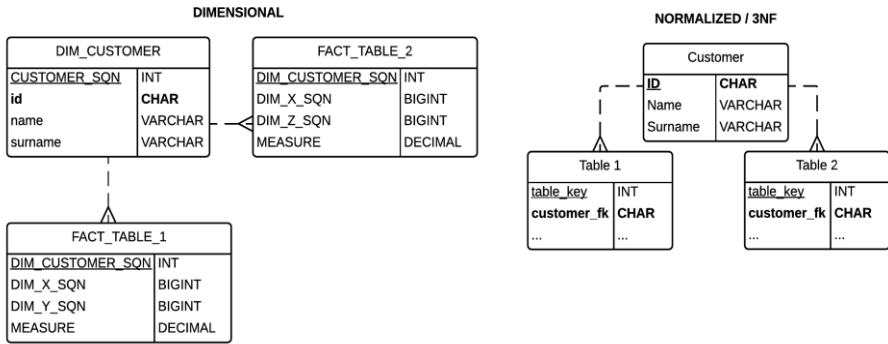 DIMENSIONAL
DIM_CUSTOMER
CUSTOMER_SQN INT
id CHAR
name VARCHAR
surname VARCHAR
FACT_TABLE_2
DIM_CUSTOMER_SQN INT
DIM_X_SQN BIGINT
DIM_Z_SQN BIGINT
MEASURE DECIMAL
FACT_TABLE_1
DIM_CUSTOMER_SQN INT
DIM_X_SQN BIGINT
DIM_Y_SQN BIGINT
MEASURE DECIMAL
NORMALIZED / 3NF
Customer
ID CHAR
Name VARCHAR
Surname VARCHAR
Table 1
table_key INT
customer_fk CHAR
... ...
Table 2
table_key INT
customer_fk CHAR
... ...